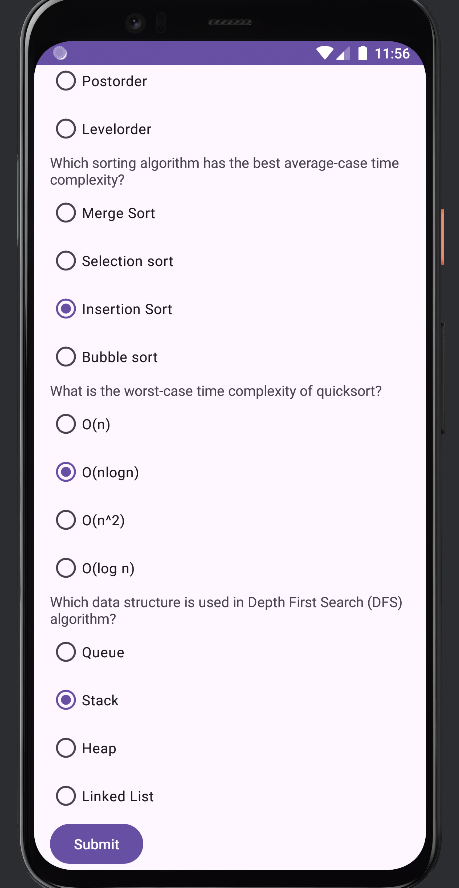 11:56
Postorder
Levelorder
Which sorting algorithm has the best average-case time
complexity?
Merge Sort
Selection sort
Insertion Sort
Bubble sort
What is the worst-case time complexity of quicksort?
O(n)
O(nlogn)
O(n^2)
O(log n)
Which data structure is used in Depth First Search (DFS)
algorithm?
Queue
Stack
Heap
Linked List
Submit